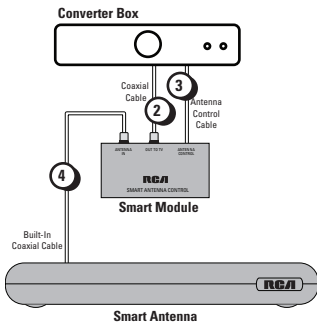 Converter Box
Coaxial
Cable
3
2
Antenna
Control
Cable
ANTENNA
IN
OUT TO TV
ANTENNA
CONTROL
4
RCA
SMART ANTENNA CONTROL
Smart Module
Built-In
Coaxial Cable
RCA
Smart Antenna